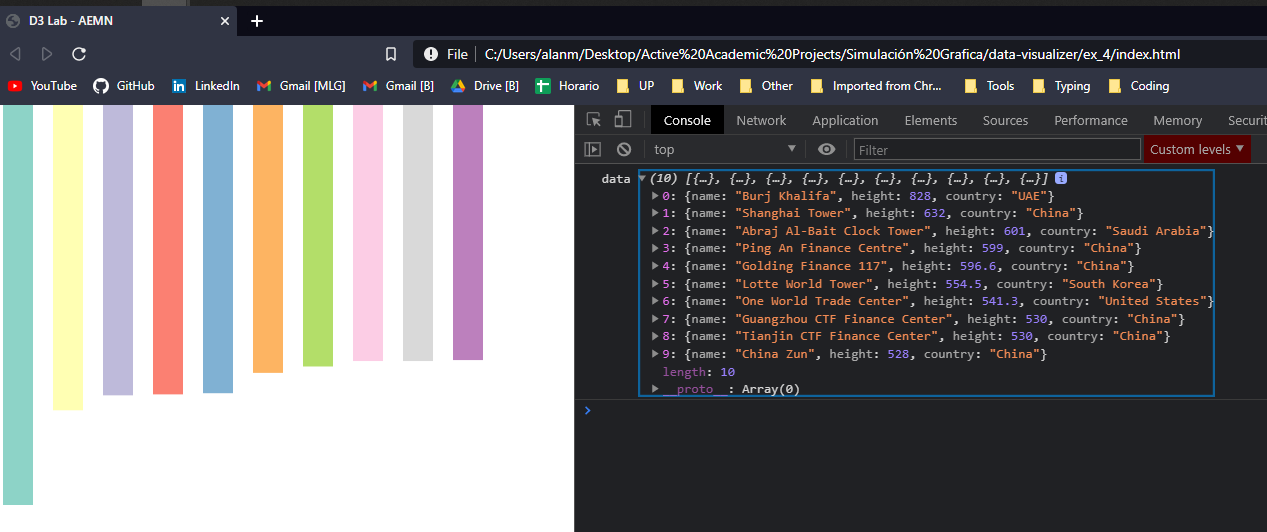 D3 Lab - AEMN
File C:/Users/alanm/Desktop/Active%20Academic%20Projects/Simulación%20Grafica/data-visualizer/ex_4/index.html
YouTube GitHub LinkedIn Gmail [MLG] Gmail [B] Drive [B] Horario UP Work Other Imported from Chr... Tools Typing Coding
Console Network Application Elements Sources Performance Memory Securit
top Filter Custom levels
data (10) [{…}, {…}, {…}, {…}, {…}, {…}, {…}, {…}, {…}, {…}]
0: {name: "Burj Khalifa", height: 828, country: "UAE"}
1: {name: "Shanghai Tower", height: 632, country: "China"}
2: {name: "Abraj Al-Bait Clock Tower", height: 601, country: "Saudi Arabia"}
3: {name: "Ping An Finance Centre", height: 599, country: "China"}
4: {name: "Golding Finance 117", height: 596.6, country: "China"}
5: {name: "Lotte World Tower", height: 554.5, country: "South Korea"}
6: {name: "One World Trade Center", height: 541.3, country: "United States"}
7: {name: "Guangzhou CTF Finance Center", height: 530, country: "China"}
8: {name: "Tianjin CTF Finance Center", height: 530, country: "China"}
9: {name: "China Zun", height: 528, country: "China"}
length: 10
__proto__: Array(0)